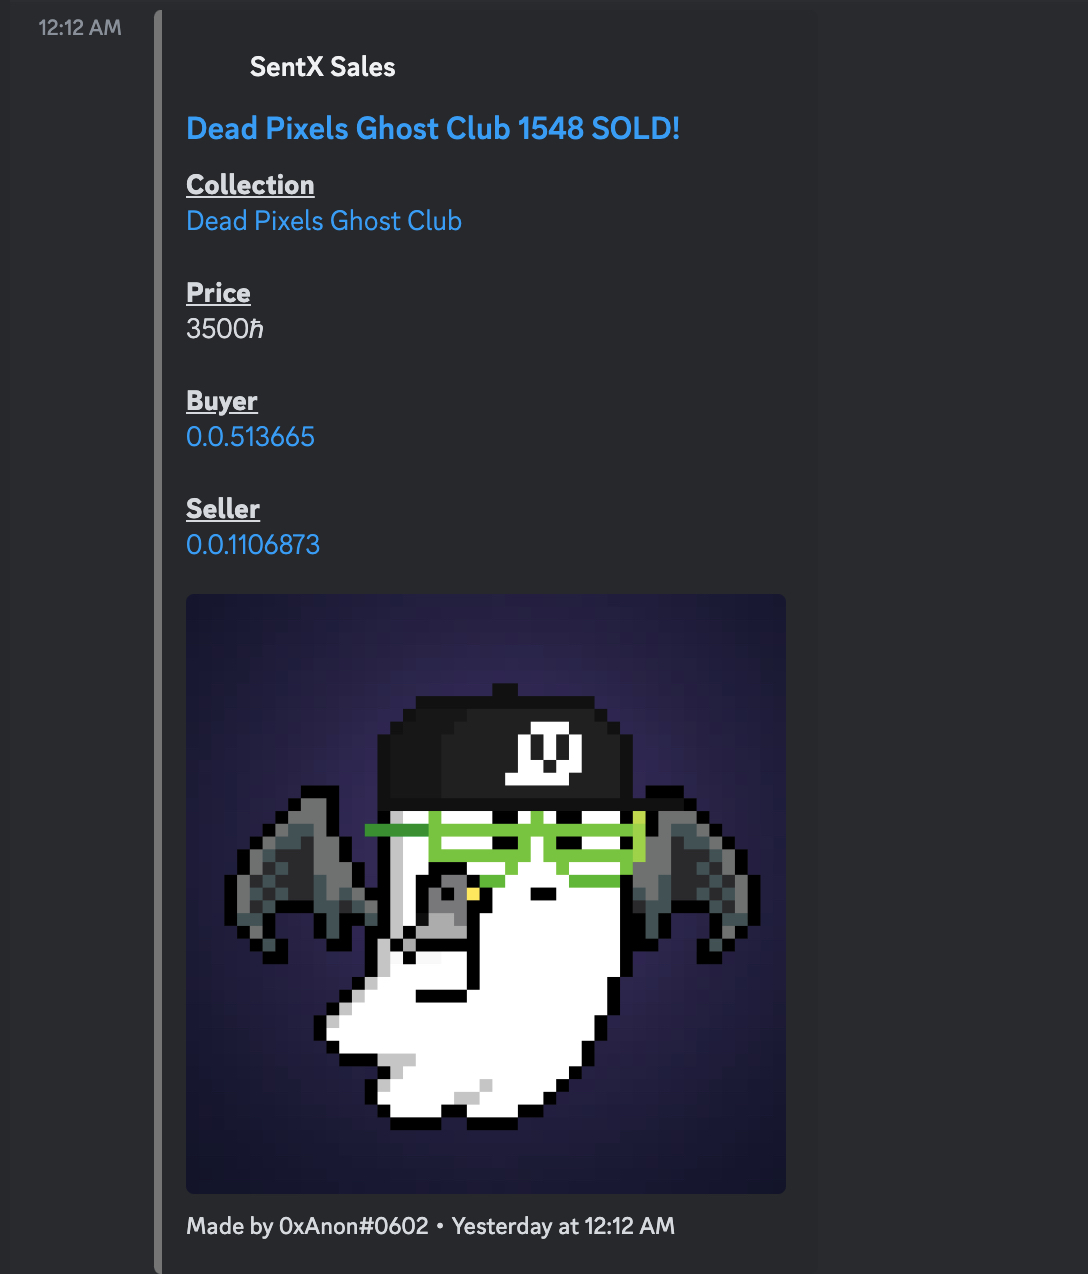 12:12 AM
SentX Sales
Dead Pixels Ghost Club 1548 SOLD!
Collection
Dead Pixels Ghost Club
Price
3500ℏ
Buyer
0.0.513665
Seller
0.0.1106873
Made by 0xAnon#0602 • Yesterday at 12:12 AM